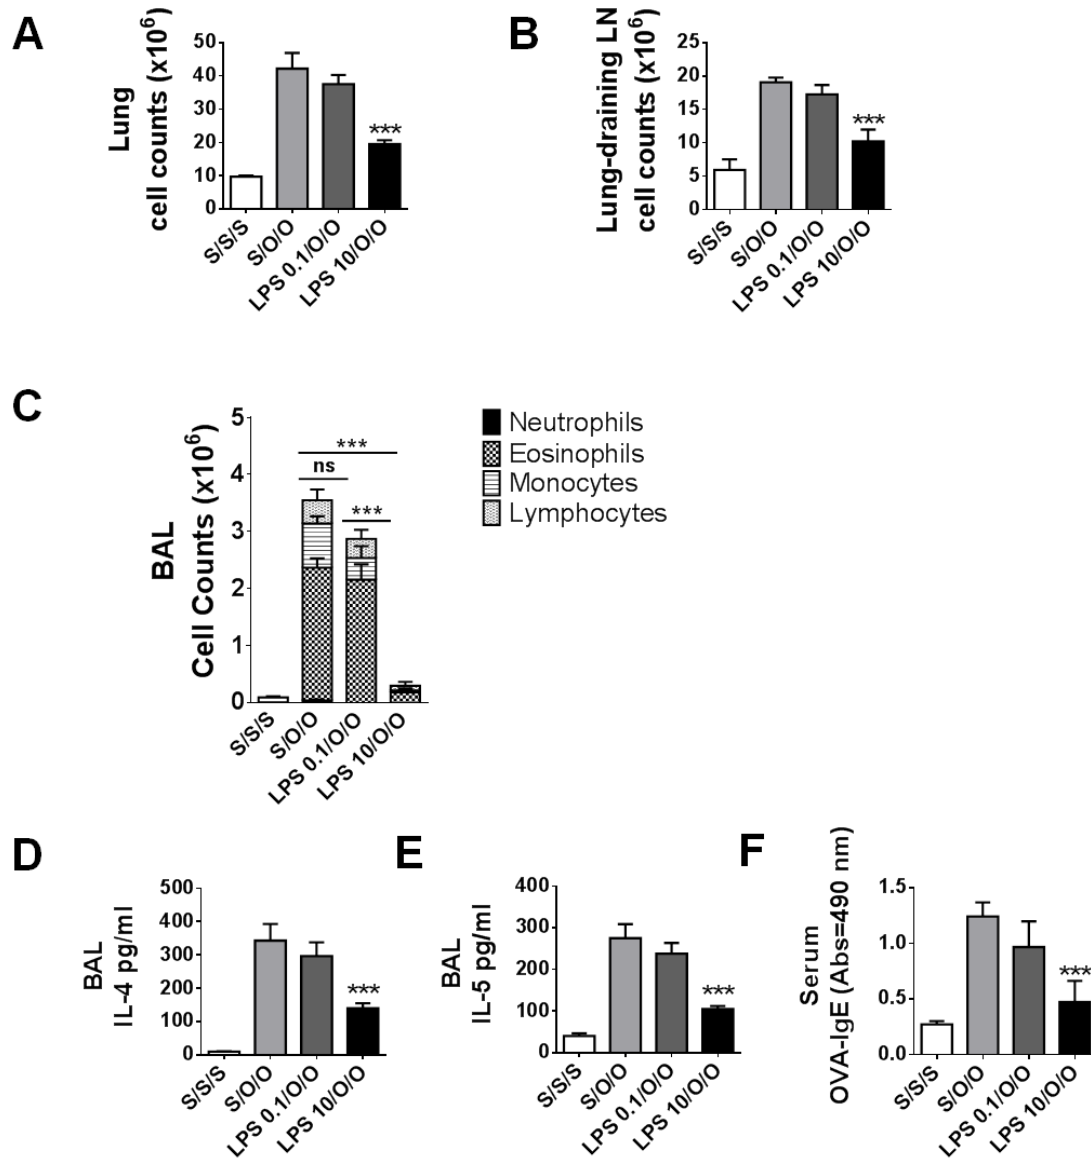 A
Lung
cell counts (x10⁶)
50
40
30
20
10
0
***
S/S/S
S/O/O
LPS 0.1/O/O
LPS 10/O/O
B
Lung-draining LN
cell counts (x10⁶)
25
20
15
10
5
0
***
S/S/S
S/O/O
LPS 0.1/O/O
LPS 10/O/O
C
BAL
Cell Counts (x10⁶)
5
4
3
2
1
0
***
ns
***
S/S/S
S/O/O
LPS 0.1/O/O
LPS 10/O/O
Neutrophils
Eosinophils
Monocytes
Lymphocytes
D
BAL
IL-4 pg/ml
500
400
300
200
100
0
***
S/S/S
S/O/O
LPS 0.1/O/O
LPS 10/O/O
E
BAL
IL-5 pg/ml
400
300
200
100
0
***
S/S/S
S/O/O
LPS 0.1/O/O
LPS 10/O/O
F
Serum
OVA-IgE (Abs=490 nm)
1.5
1.0
0.5
0.0
***
S/S/S
S/O/O
LPS 0.1/O/O
LPS 10/O/O